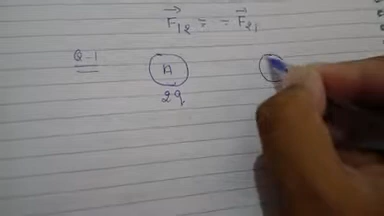 F₁₂ = - F₂₁
Q-1
A
2q